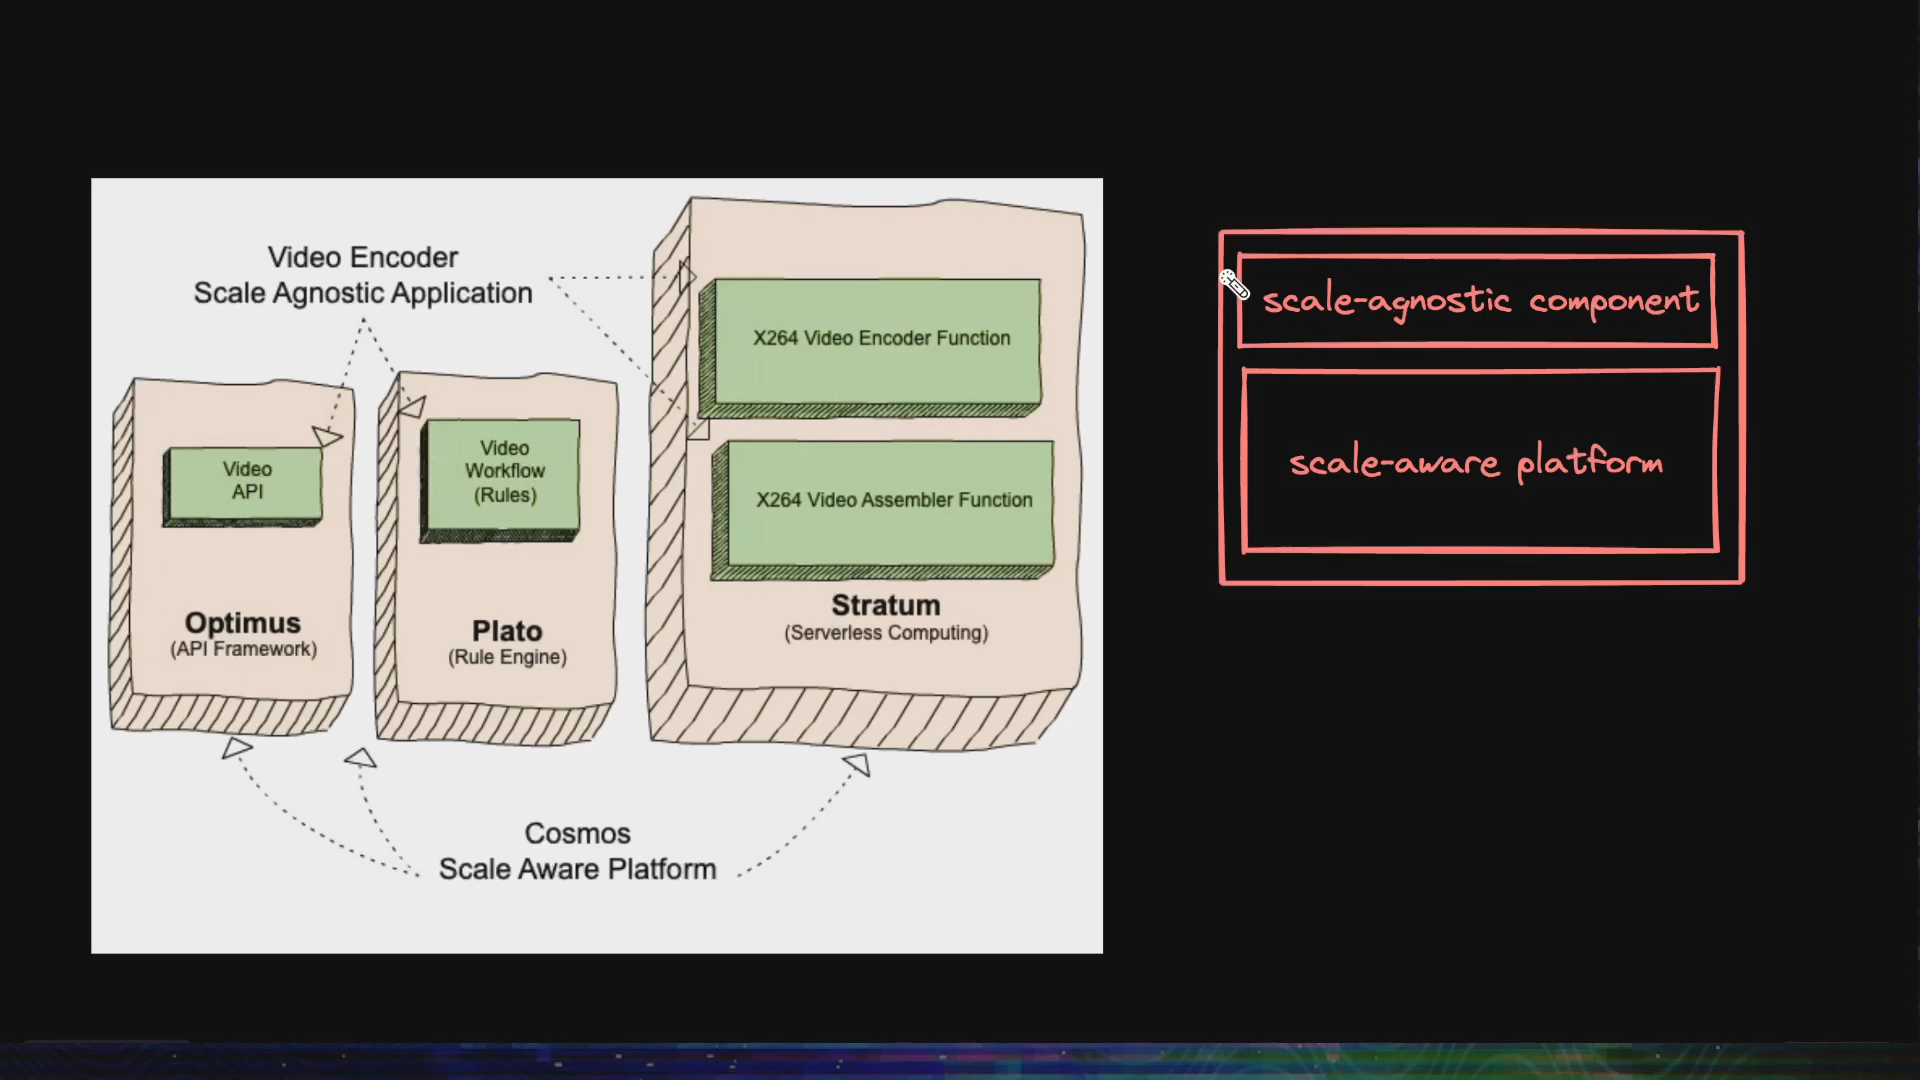 Video Encoder
Scale Agnostic Application
Video
API
Optimus
(API Framework)
Video
Workflow
(Rules)
Plato
(Rule Engine)
X264 Video Encoder Function
X264 Video Assembler Function
Stratum
(Serverless Computing)
Cosmos
Scale Aware Platform
scale-agnostic component
scale-aware platform